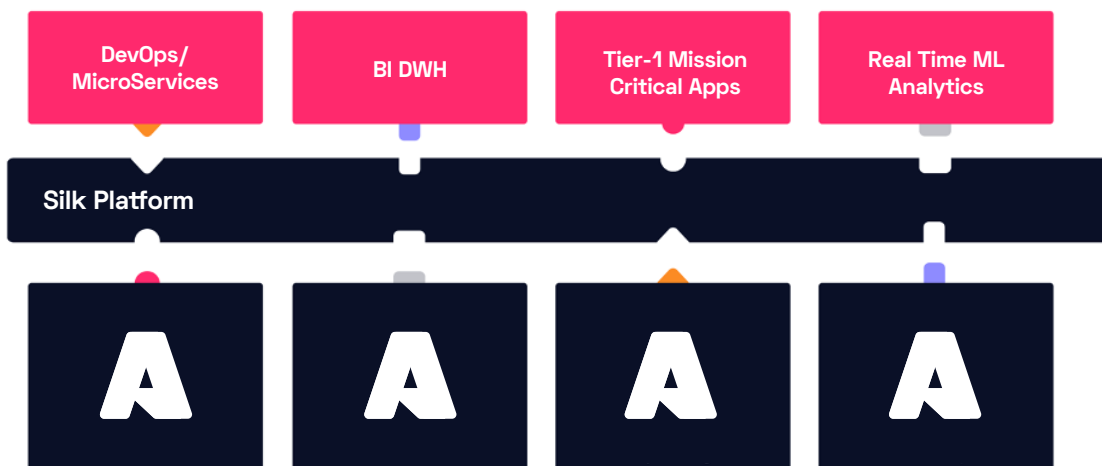 DevOps/
MicroServices
BI DWH
Tier-1 Mission
Critical Apps
Real Time ML
Analytics
Silk Platform